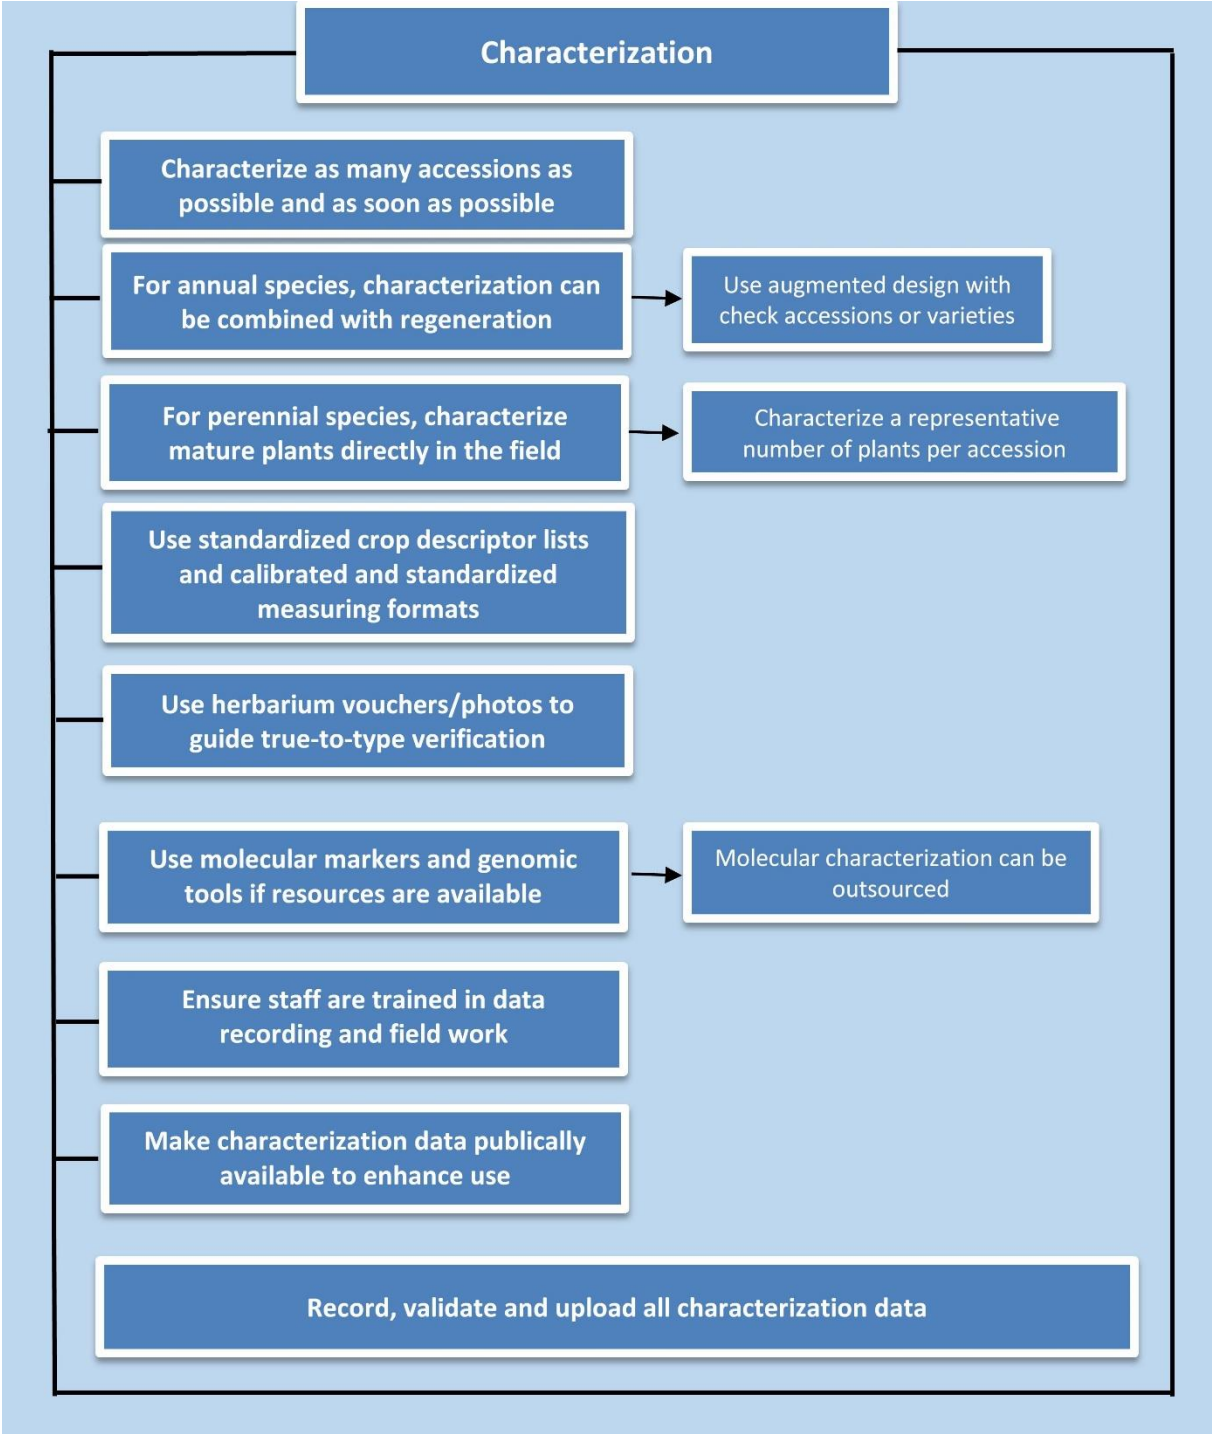 Characterization
Characterize as many accessions as
possible and as soon as possible
For annual species, characterization can
be combined with regeneration
Use augmented design with
check accessions or varieties
For perennial species, characterize
mature plants directly in the field
Characterize a representative
number of plants per accession
Use standardized crop descriptor lists
and calibrated and standardized
measuring formats
Use herbarium vouchers/photos to
guide true-to-type verification
Use molecular markers and genomic
tools if resources are available
Molecular characterization can be
outsourced
Ensure staff are trained in data
recording and field work
Make characterization data publically
available to enhance use
Record, validate and upload all characterization data